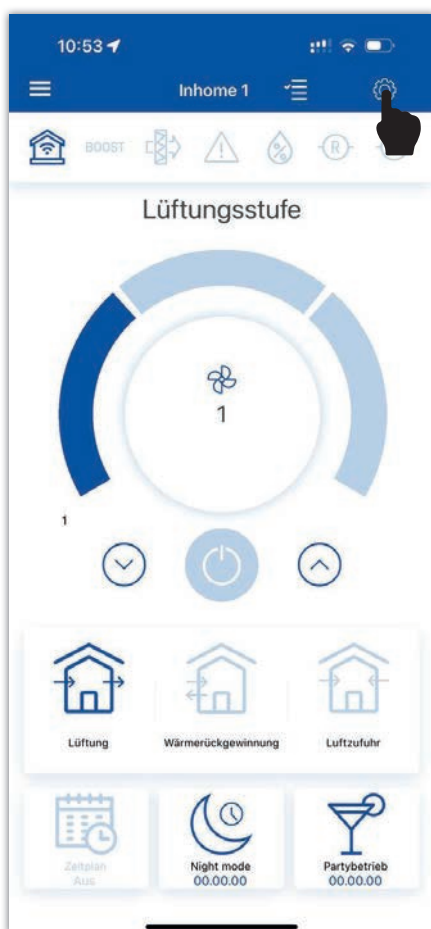 10:53
Inhome 1
BOOST
%
R
Lüftungsstufe
1
1
Lüftung
Wärmerückgewinnung
Luftzufuhr
Zeitplan
Aus
Night mode
00.00.00
Partybetrieb
00.00.00